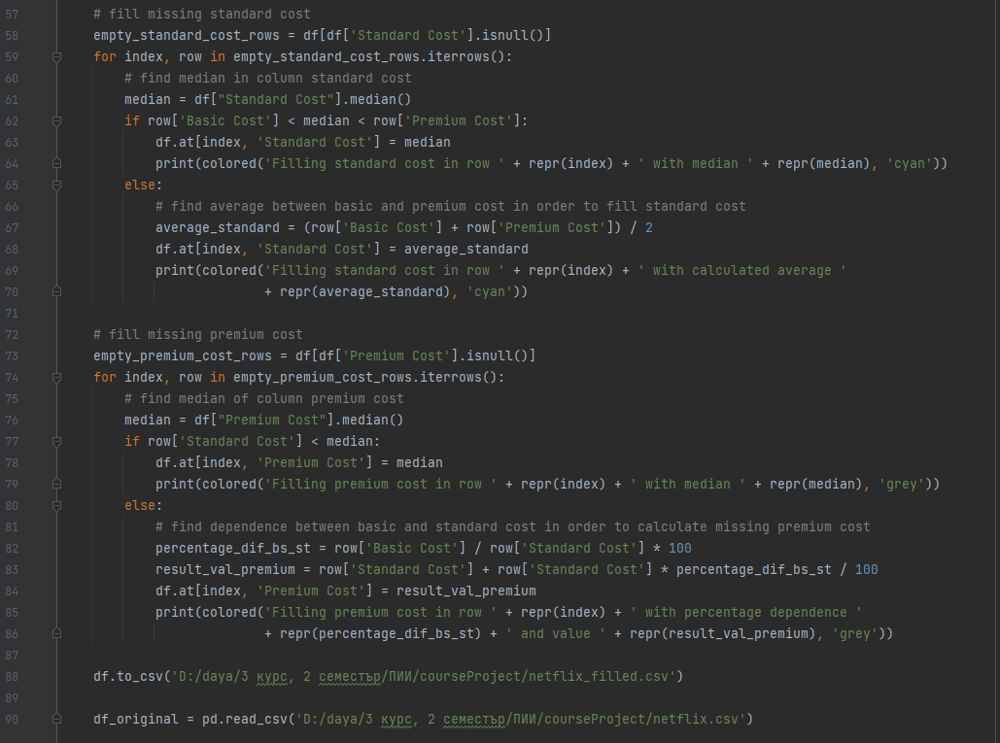 57 # fill missing standard cost
58 empty_standard_cost_rows = df[df['Standard Cost'].isnull()]
59 for index, row in empty_standard_cost_rows.iterrows():
60 # find median in column standard cost
61 median = df["Standard Cost"].median()
62 if row['Basic Cost'] < median < row['Premium Cost']:
63 df.at[index, 'Standard Cost'] = median
64 print(colored('Filling standard cost in row ' + repr(index) + ' with median ' + repr(median), 'cyan'))
65 else:
66 # find average between basic and premium cost in order to fill standard cost
67 average_standard = (row['Basic Cost'] + row['Premium Cost']) / 2
68 df.at[index, 'Standard Cost'] = average_standard
69 print(colored('Filling standard cost in row ' + repr(index) + ' with calculated average '
70 + repr(average_standard), 'cyan'))
71
72 # fill missing premium cost
73 empty_premium_cost_rows = df[df['Premium Cost'].isnull()]
74 for index, row in empty_premium_cost_rows.iterrows():
75 # find median of column premium cost
76 median = df["Premium Cost"].median()
77 if row['Standard Cost'] < median:
78 df.at[index, 'Premium Cost'] = median
79 print(colored('Filling premium cost in row ' + repr(index) + ' with median ' + repr(median), 'grey'))
80 else:
81 # find dependence between basic and standard cost in order to calculate missing premium cost
82 percentage_dif_bs_st = row['Basic Cost'] / row['Standard Cost'] * 100
83 result_val_premium = row['Standard Cost'] + row['Standard Cost'] * percentage_dif_bs_st / 100
84 df.at[index, 'Premium Cost'] = result_val_premium
85 print(colored('Filling premium cost in row ' + repr(index) + ' with percentage dependence '
86 + repr(percentage_dif_bs_st) + ' and value ' + repr(result_val_premium), 'grey'))
87
88 df.to_csv('D:/daya/3 курс, 2 семестър/ПИИ/courseProject/netflix_filled.csv')
89
90 df_original = pd.read_csv('D:/daya/3 курс, 2 семестър/ПИИ/courseProject/netflix.csv')